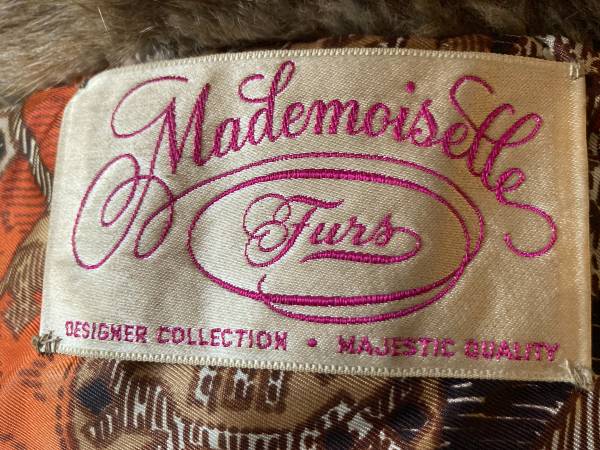 Mademoiselle
Furs
DESIGNER COLLECTION • MAJESTIC QUALITY